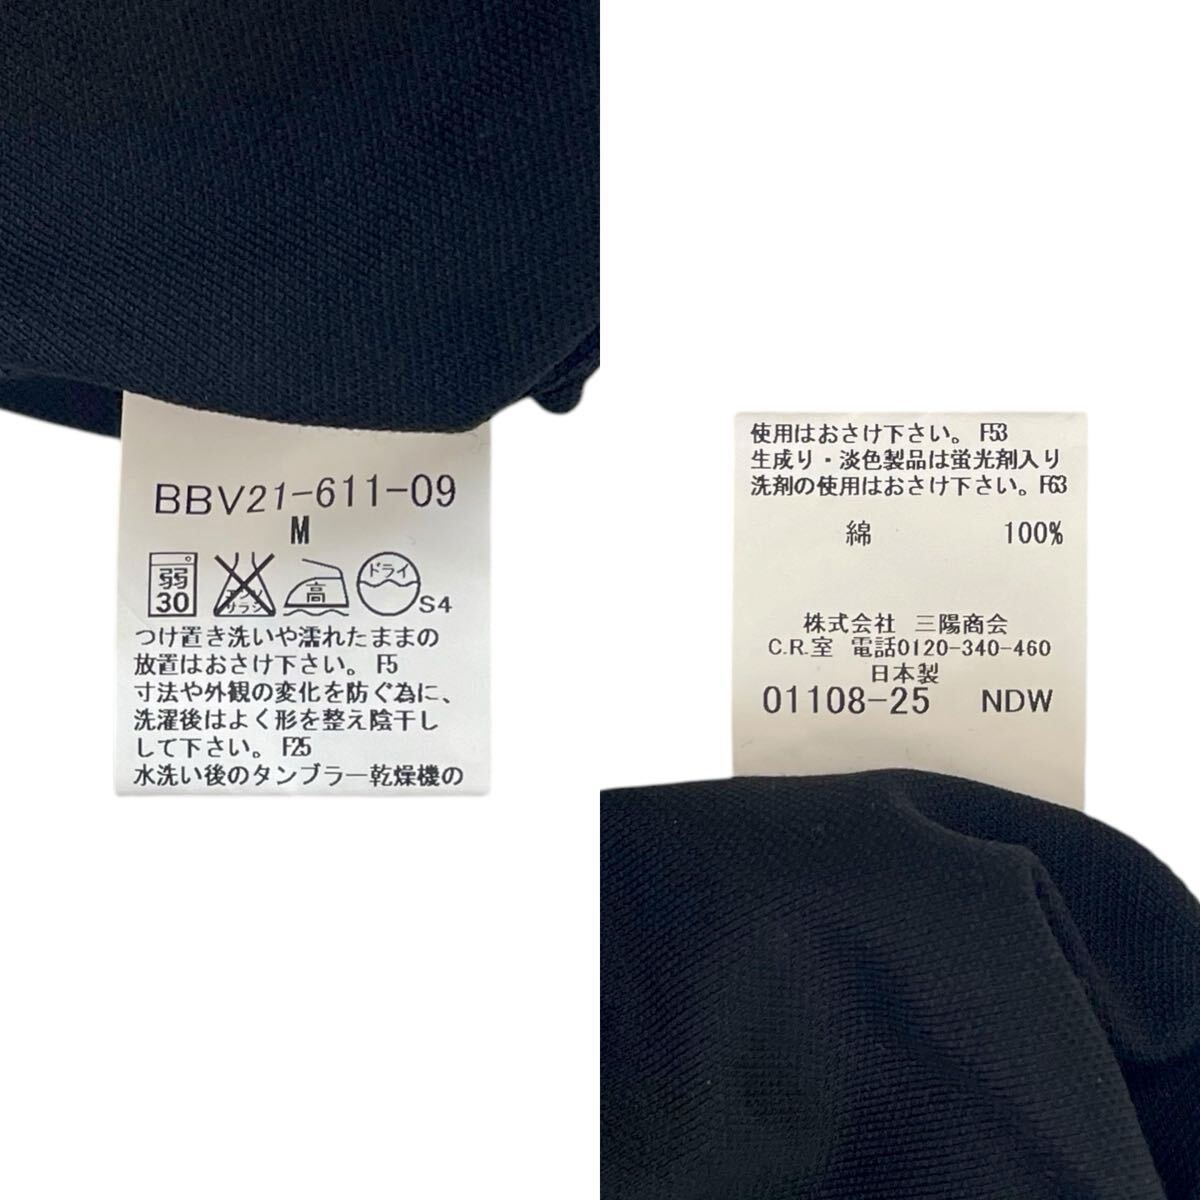 BBV21-611-09
M
弱 30 エンソ サラシ 高 ドライ S4
つけ置き洗いや濡れたままの
放置はおさけ下さい。 F5
寸法や外観の変化を防ぐ為に、
洗濯後はよく形を整え陰干し
して下さい。 F25
水洗い後のタンブラー乾燥機の
使用はおさけ下さい。 F53
生成り・淡色製品は蛍光剤入り
洗剤の使用はおさけ下さい。F63
綿 100%
株式会社 三陽商会
C.R.室 電話0120-340-460
日本製
01108-25 NDW